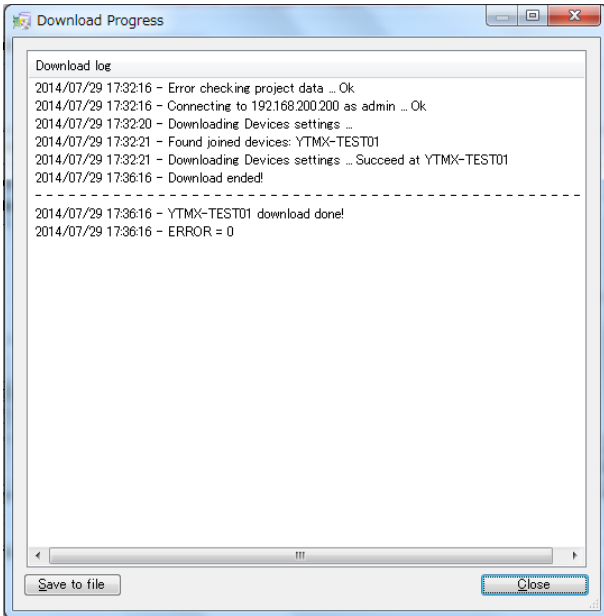 Download Progress
Download log
2014/07/29 17:32:16 - Error checking project data ... Ok
2014/07/29 17:32:16 - Connecting to 192.168.200.200 as admin ... Ok
2014/07/29 17:32:20 - Downloading Devices settings ...
2014/07/29 17:32:21 - Found joined devices: YTMX-TEST01
2014/07/29 17:32:21 - Downloading Devices settings ... Succeed at YTMX-TEST01
2014/07/29 17:36:16 - Download ended!
- - - - - - - - - - - - - - - - - - - - - - - - - - - - - - - - - - - - - - - - - - - - - - - - - - - - - - - -
2014/07/29 17:36:16 - YTMX-TEST01 download done!
2014/07/29 17:36:16 - ERROR = 0
Save to file
Close